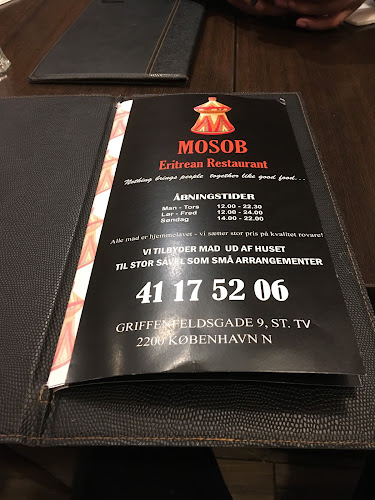 MOSOB
Eritrean Restaurant
Nothing brings people together like good food...
ÅBNINGSTIDER
Man - Tors 12.00 - 22.30
Lør - Fred 12.00 - 24.00
Søndag 14.00 - 22.00
Alle mad er hjemmelavet - vi sætter stor pris på kvalitet rovare!
VI TILBYDER MAD UD AF HUSET
TIL STOR SÅVEL SOM SMÅ ARRANGEMENTER
41 17 52 06
GRIFFENFELDSGADE 9, ST. TV
2200 KØBENHAVN N